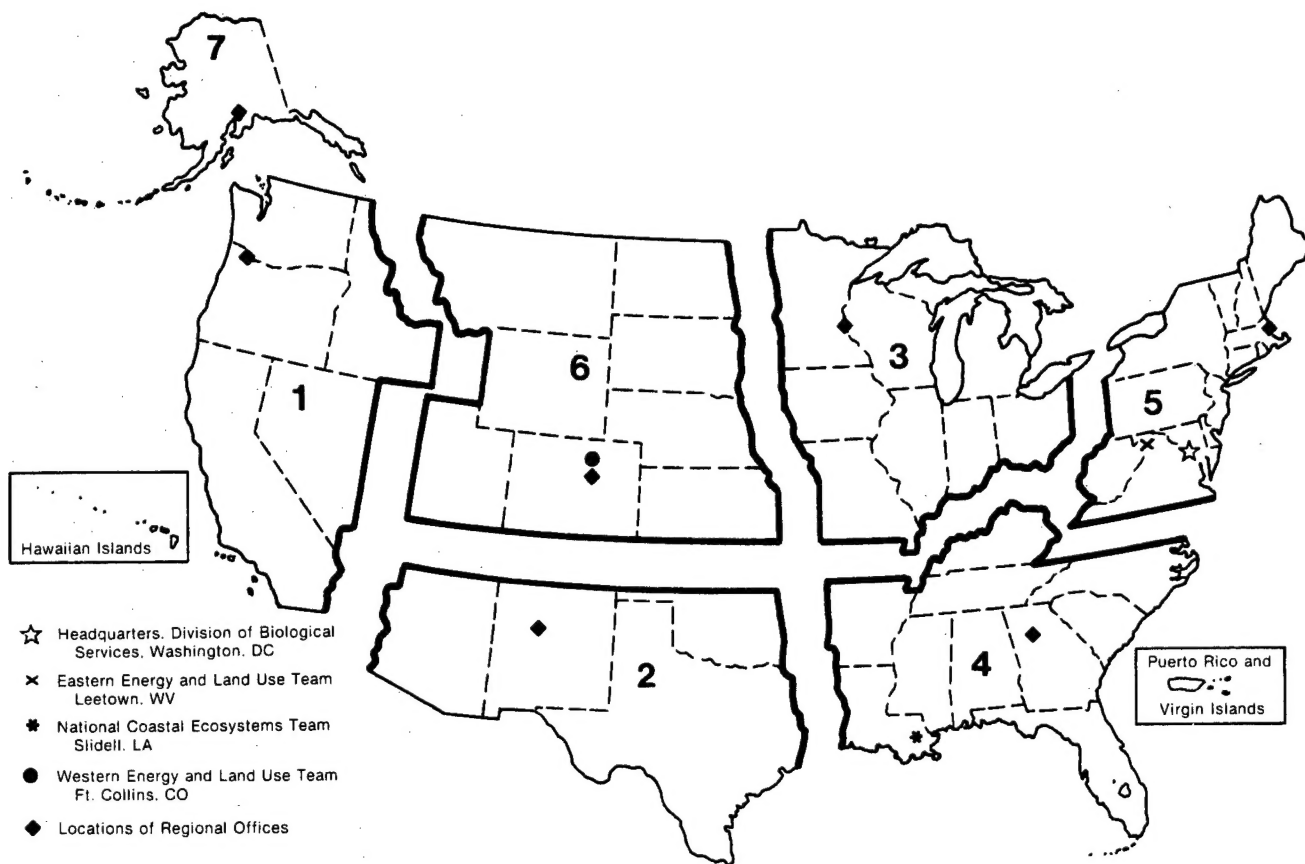 7
3
6
1
5
Hawaiian Islands
☆ Headquarters. Division of Biological
Services. Washington. DC
× Eastern Energy and Land Use Team
Leetown. WV
* National Coastal Ecosystems Team
Slidell. LA
● Western Energy and Land Use Team
Ft. Collins. CO
◆ Locations of Regional Offices
2
4
Puerto Rico and
Virgin Islands